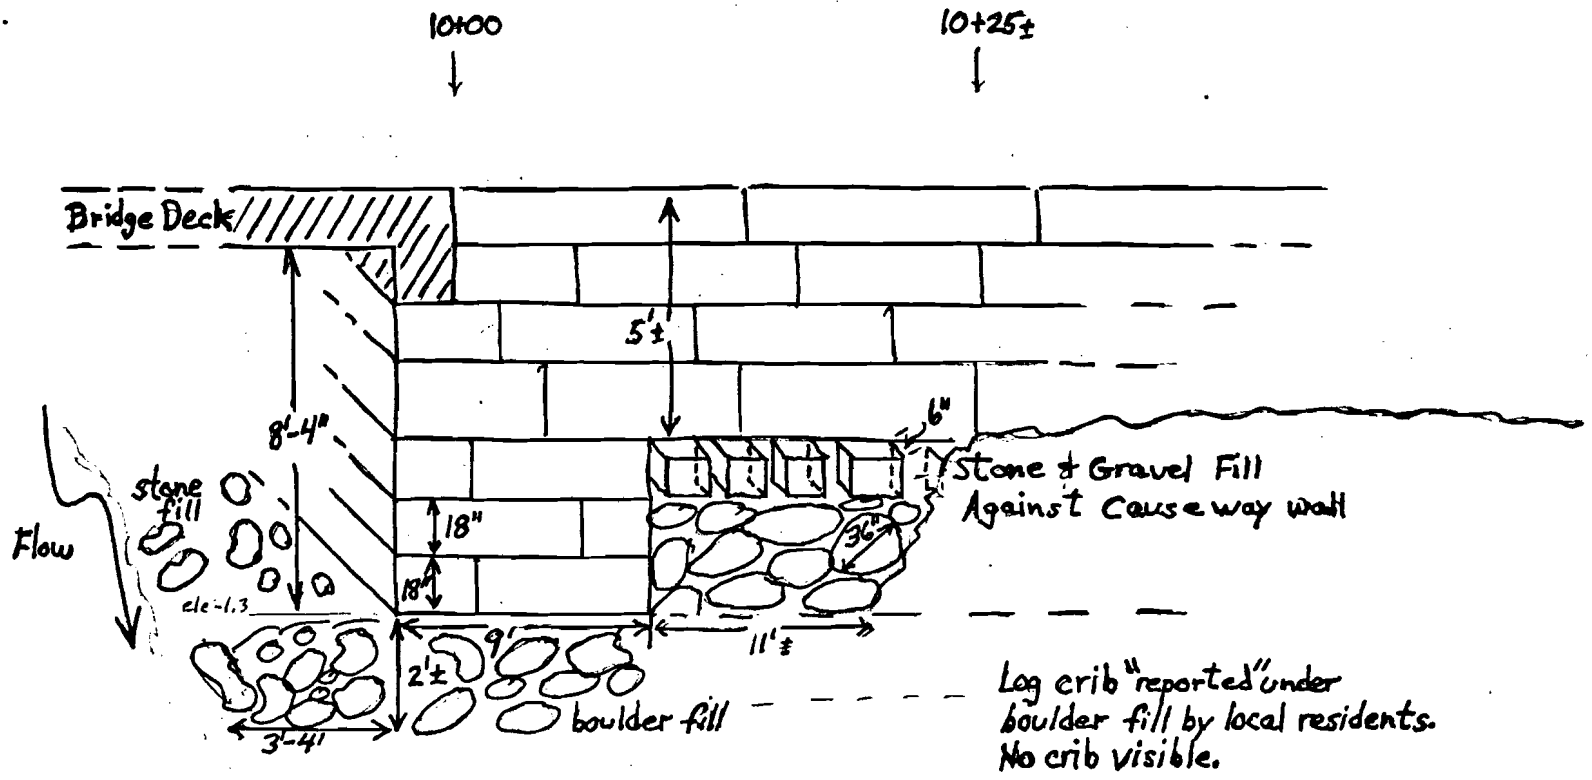 10+00
10+25±
Bridge Deck
5'±
8'-4"
6"
stone
fill
Stone & Gravel Fill
Against Causeway wall
18"
36"
Flow
18"
ele-1.3
9'
11'±
2'±
Log crib "reported" under
boulder fill by local residents.
No crib visible.
boulder fill
3'-4'